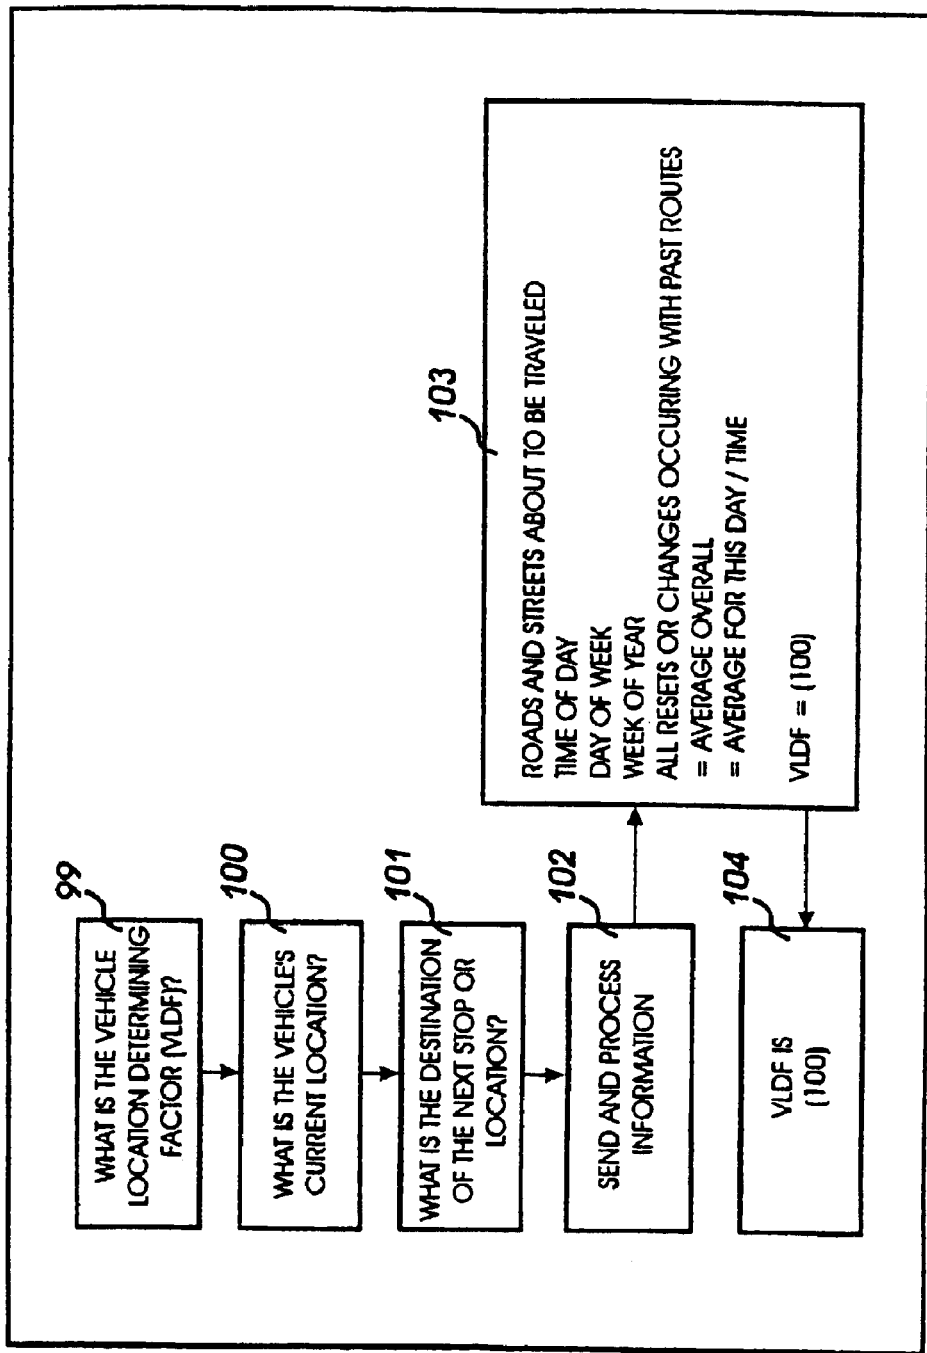 99
WHAT IS THE VEHICLE
LOCATION DETERMINING
FACTOR (VLDF)?
100
WHAT IS THE VEHICLE'S
CURRENT LOCATION?
101
WHAT IS THE DESTINATION
OF THE NEXT STOP OR
LOCATION?
102
SEND AND PROCESS
INFORMATION
103
ROADS AND STREETS ABOUT TO BE TRAVELED
TIME OF DAY
DAY OF WEEK
WEEK OF YEAR
ALL RESETS OR CHANGES OCCURING WITH PAST ROUTES
= AVERAGE OVERALL
= AVERAGE FOR THIS DAY / TIME
VLDF = (100)
104
VLDF IS
(100)